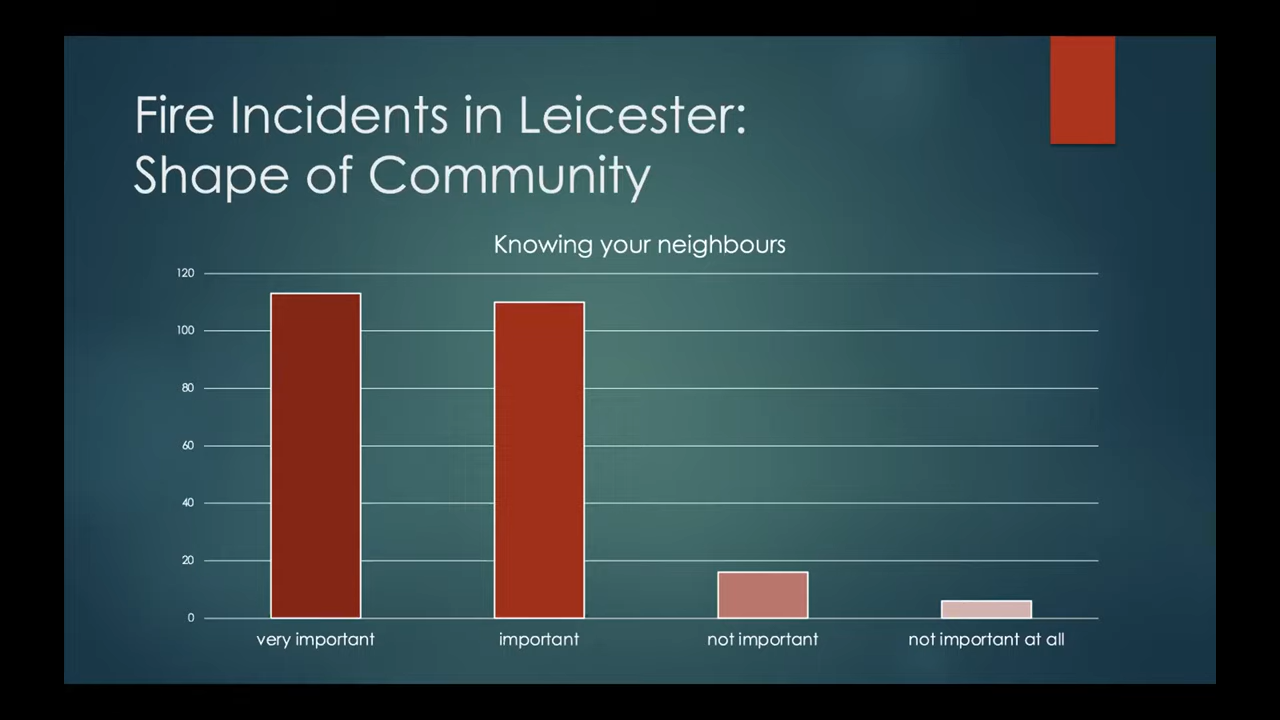 Fire Incidents in Leicester:
Shape of Community
Knowing your neighbours
120
100
80
60
40
20
0
very important
important
not important
not important at all